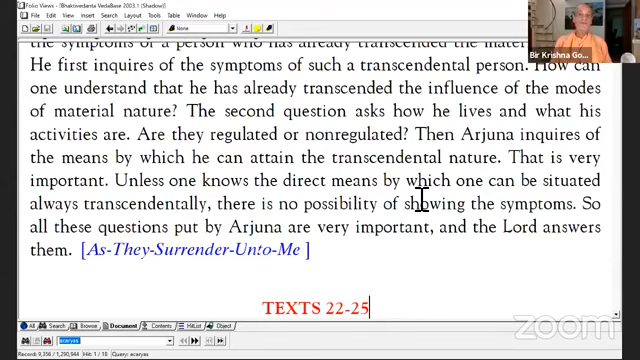 Folio Views - [Bhaktivedanta VedaBase 2003.1 (Shadow)]
File Edit View Search Layout Tools Window Help
the symptoms of a person who has already transcended the mater
He first inquires of the symptoms of such a transcendental person. How can
one understand that he has already transcended the influence of the modes
of material nature? The second question asks how he lives and what his
activities are. Are they regulated or nonregulated? Then Arjuna inquires of
the means by which he can attain the transcendental nature. That is very
important. Unless one knows the direct means by which one can be situated
always transcendentally, there is no possibility of showing the symptoms. So
all these questions put by Arjuna are very important, and the Lord answers
them. [As-They-Surrender-Unto-Me ]
TEXTS 22-25
All Search Browse Document Contents HitList Object
acaryas
Record: 9,356 / 1,290,944 Hit: 1 / 18 Query: acaryas
Bir Krishna Go...
zoom